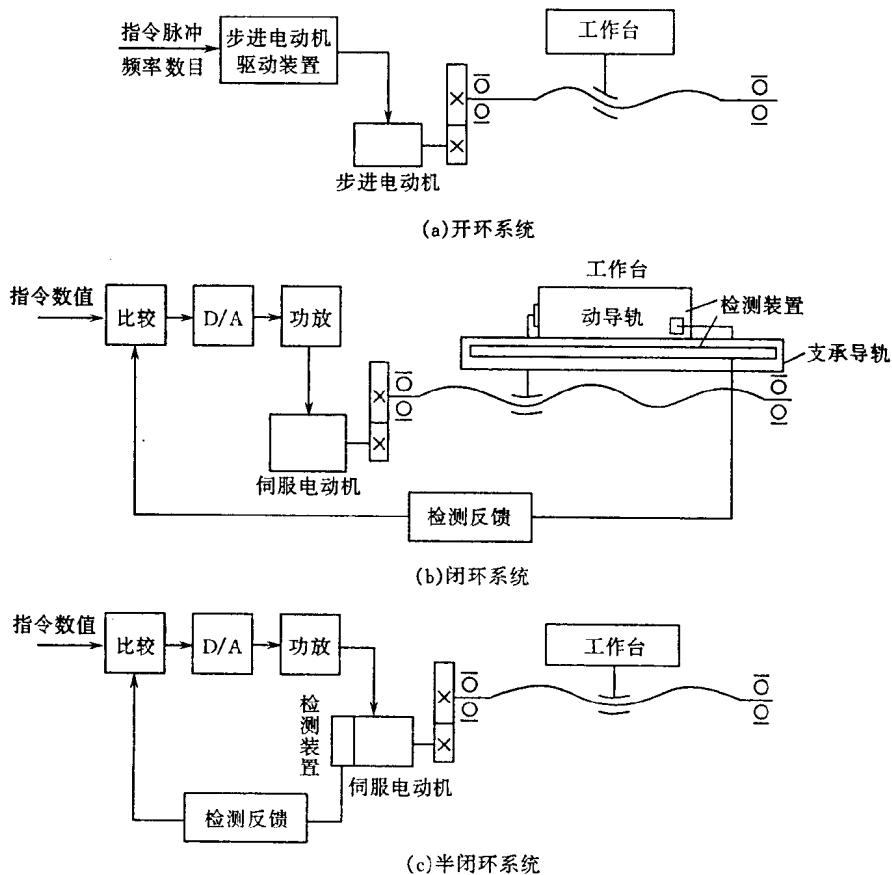 指令脉冲
频率数目
步进电动机
驱动装置
工作台
步进电动机
(a)开环系统
指令数值
比较
D/A
功放
工作台
动导轨
检测装置
支承导轨
伺服电动机
检测反馈
(b)闭环系统
指令数值
比较
D/A
功放
工作台
检测装置
伺服电动机
检测反馈
(c)半闭环系统